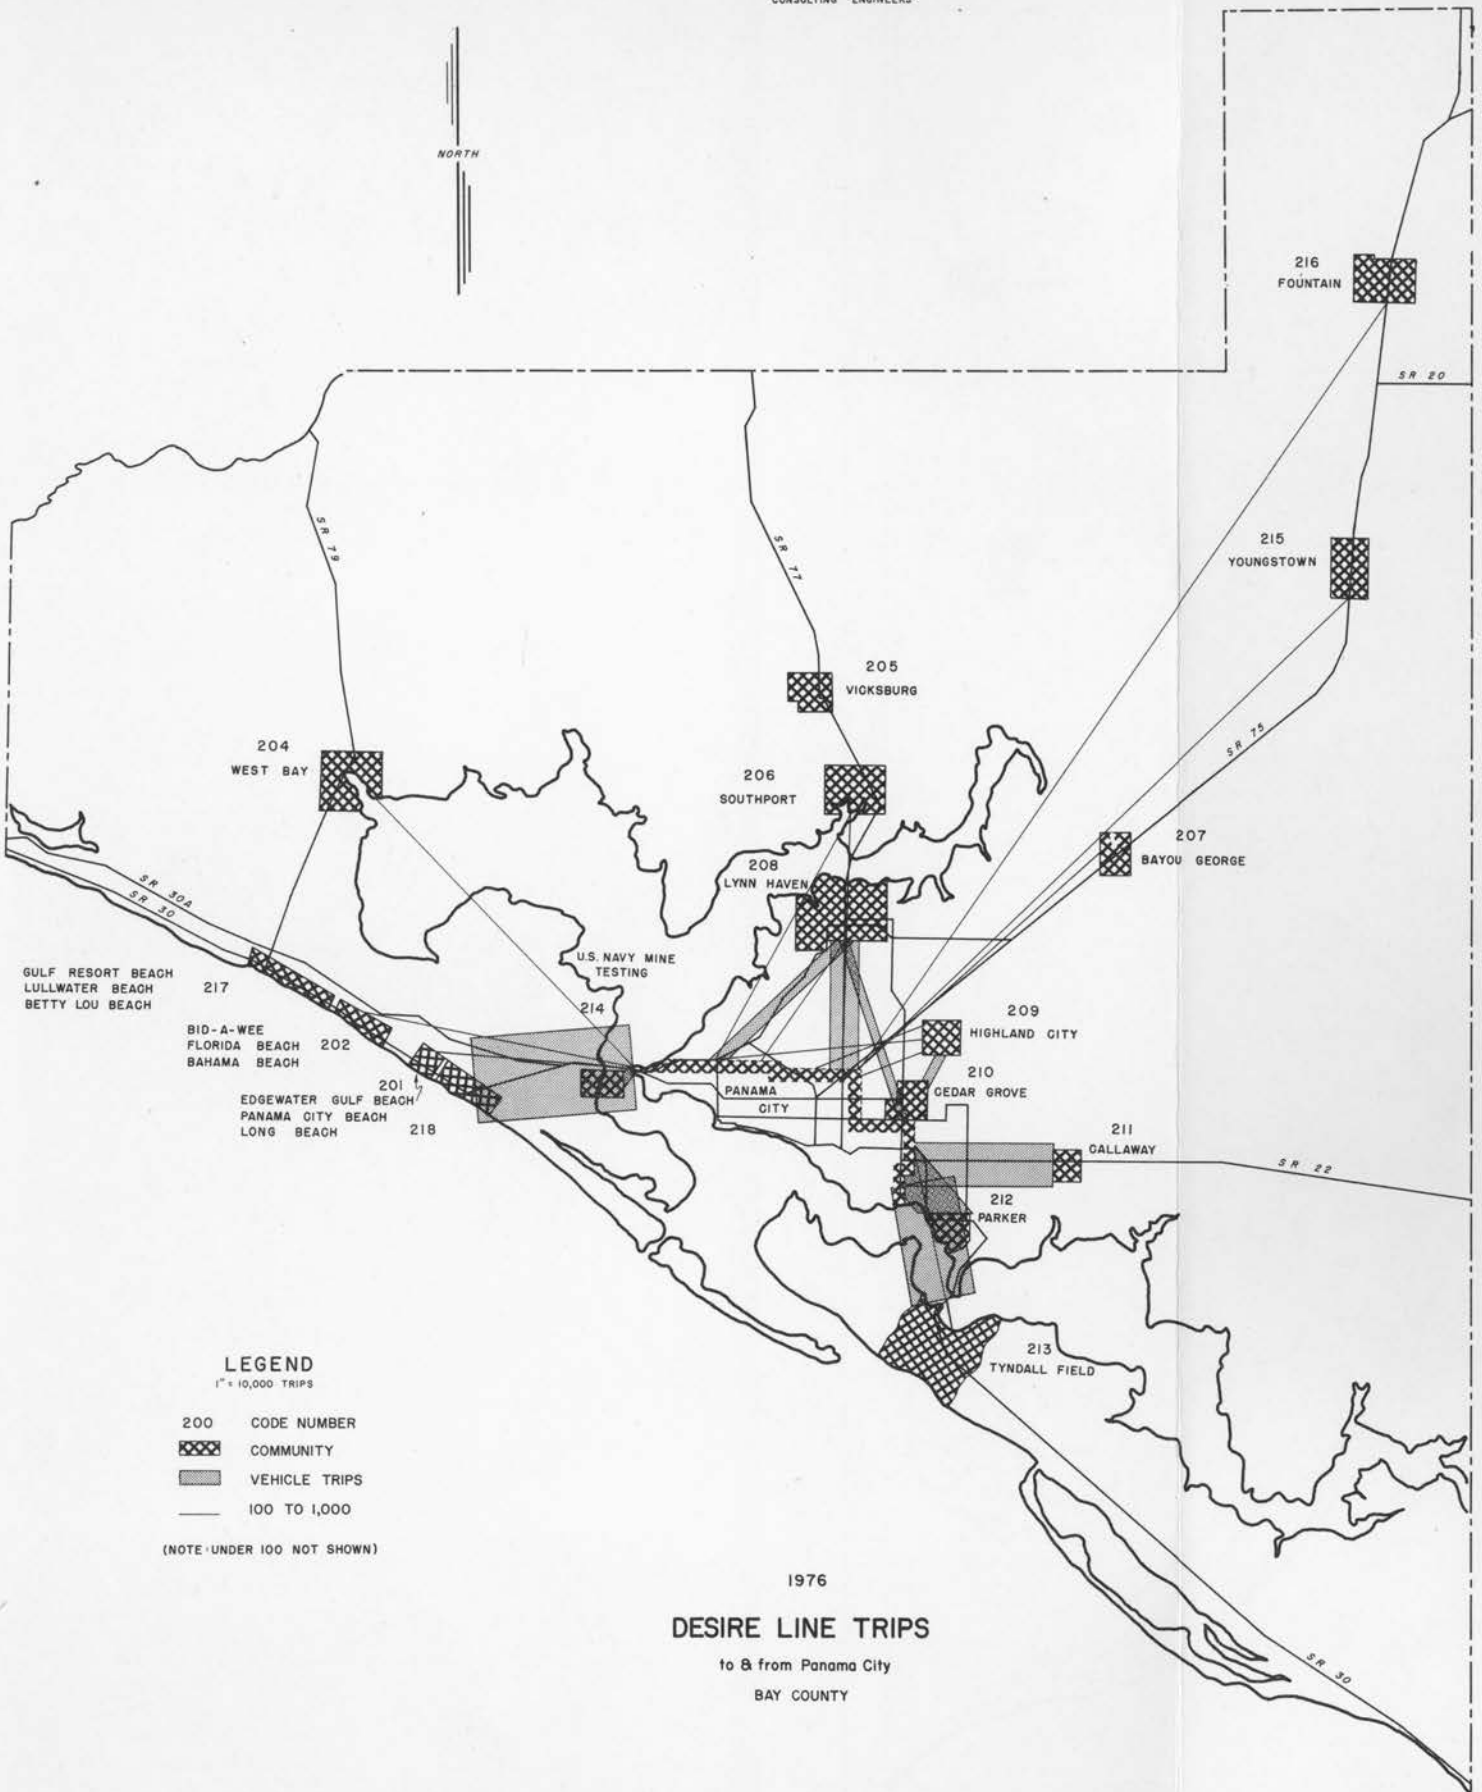 CONSULTING ENGINEERS
NORTH
216
FOUNTAIN
SR 20
215
YOUNGSTOWN
SR 79
SR 77
205
VICKSBURG
SR 75
204
WEST BAY
206
SOUTHPORT
207
BAYOU GEORGE
208
LYNN HAVEN
SR 30A
SR 30
U.S. NAVY MINE
TESTING
214
GULF RESORT BEACH
LULLWATER BEACH
BETTY LOU BEACH
217
BID-A-WEE
FLORIDA BEACH
BAHAMA BEACH
202
209
HIGHLAND CITY
210
CEDAR GROVE
PANAMA
CITY
201
EDGEWATER GULF BEACH
PANAMA CITY BEACH
LONG BEACH
218
211
CALLAWAY
SR 22
212
PARKER
213
TYNDALL FIELD
LEGEND
1" = 10,000 TRIPS
200 CODE NUMBER
COMMUNITY
VEHICLE TRIPS
100 TO 1,000
(NOTE: UNDER 100 NOT SHOWN)
SR 30
1976
DESIRE LINE TRIPS
to & from Panama City
BAY COUNTY